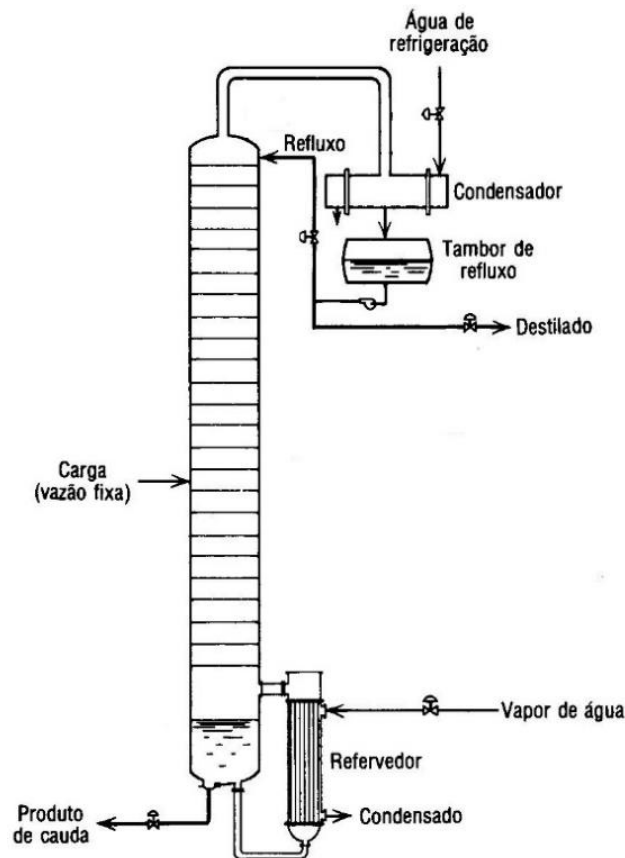 Água de
refrigeração
Refluxo
Condensador
Tambor de
refluxo
Destilado
Carga
(vazão fixa)
Vapor de água
Refervedor
Produto
de cauda
Condensado